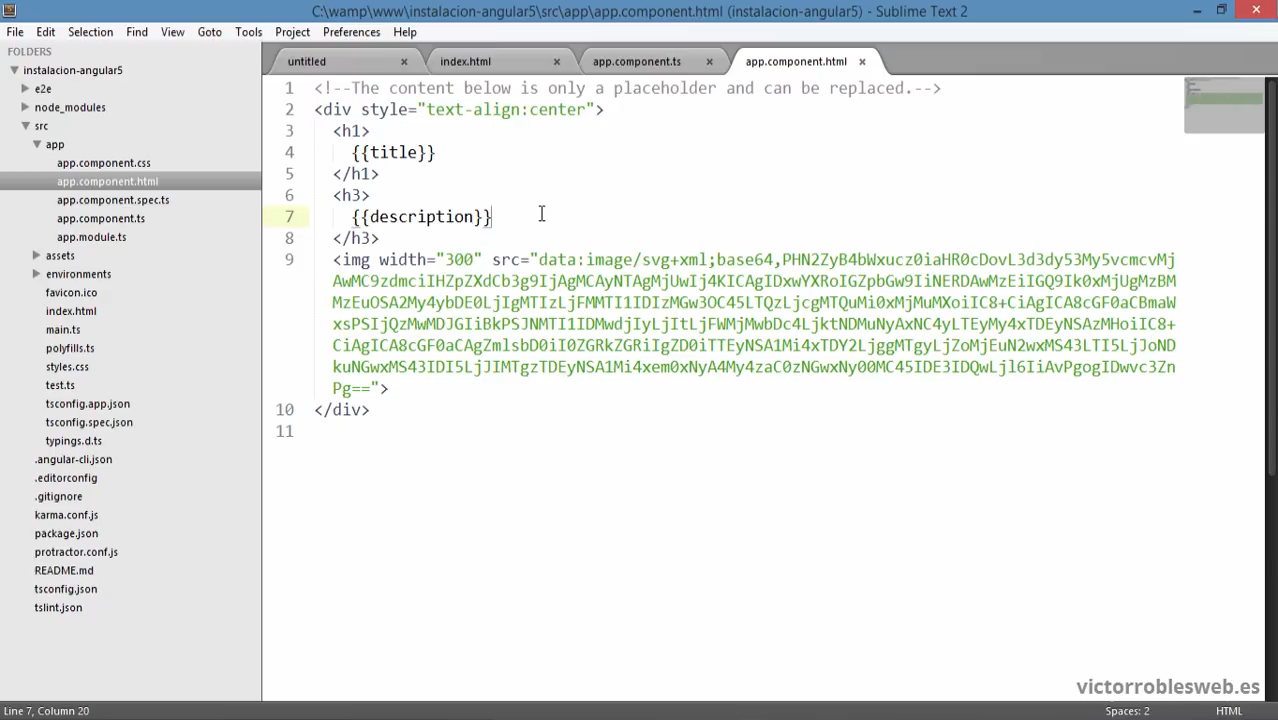 C:\wamp\www\instalacion-angular5\src\app\app.component.html (instalacion-angular5) - Sublime Text 2
File Edit Selection Find View Goto Tools Project Preferences Help
FOLDERS
instalacion-angular5
e2e
node_modules
src
app
app.component.css
app.component.html
app.component.spec.ts
app.component.ts
app.module.ts
assets
environments
favicon.ico
index.html
main.ts
polyfills.ts
styles.css
test.ts
tsconfig.app.json
tsconfig.spec.json
typings.d.ts
.angular-cli.json
.editorconfig
.gitignore
karma.conf.js
package.json
protractor.conf.js
README.md
tsconfig.json
tslint.json
untitled index.html app.component.ts app.component.html
1 <!--The content below is only a placeholder and can be replaced.-->
2 <div style="text-align:center">
3 <h1>
4 {{title}}
5 </h1>
6 <h3>
7 {{description}}
8 </h3>
9 <img width="300" src="data:image/svg+xml;base64,PHN2ZyB4bWxucz0iaHR0cDovL3d3dy53My5vcmcvMj
AwMC9zdmciIHZpZXdCb3g9IjAgMCAyNTAgMjUwIj4KICAgIDxwYXRoIGZpbGw9IiNERDAwMzEiIGQ9Ik0xMjUgMzBM
MzEuOSA2My4ybDE0LjIgMTIzLjFMMTI1IDIzMGw3OC45LTQzLjcgMTQuMi0xMjMuMXoiIC8+CiAgICA8cGF0aCBmaW
xsPSIjQzMwMDJGIiBkPSJNMTI1IDMwdjIyLjItLjFWMjMwbDc4LjktNDMuNyAxNC4yLTEyMy4xTDEyNSAzMHoiIC8+
CiAgICA8cGF0aCAgZmlsbD0iI0ZGRkZGRiIgZD0iTTEyNSA1Mi4xTDY2LjggMTgyLjZoMjEuN2wxMS43LTI5LjJoND
kuNGwxMS43IDI5LjJIMTgzTDEyNSA1Mi4xem0xNyA4My4zaC0zNGwxNy00MC45IDE3IDQwLjl6IiAvPgogIDwvc3Zn
Pg==">
10 </div>
11
victorroblesweb.es
Line 7, Column 20 Spaces: 2 HTML